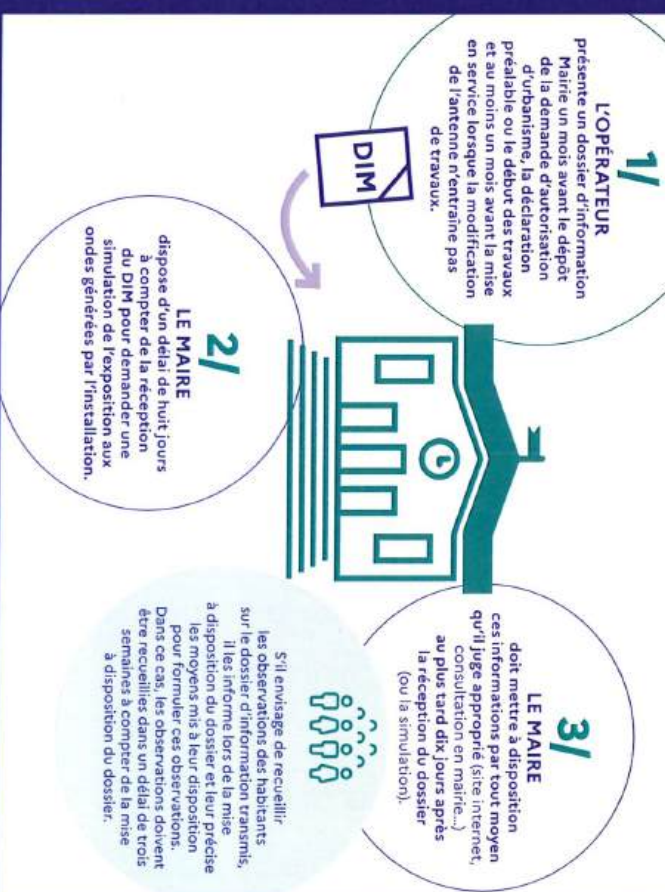 1/
L'OPÉRATEUR
présente un dossier d'information
Mairie un mois avant le dépôt
de la demande d'autorisation
d'urbanisme, la déclaration
préalable ou le début des travaux
et au moins un mois avant la mise
en service lorsque la modification
de l'antenne n'entraîne pas
de travaux.
DIM
2/
LE MAIRE
dispose d'un délai de huit jours
à compter de la réception
du DIM pour demander une
simulation de l'exposition aux
ondes générées par l'installation.
3/
LE MAIRE
doit mettre à disposition
ces informations par tout moyen
qu'il juge approprié (site internet,
consultation en mairie...)
au plus tard dix jours après
la réception du dossier
(ou la simulation).
S'il envisage de recueillir
les observations des habitants
sur le dossier d'information transmis,
il les informe lors de la mise
à disposition du dossier et leur précise
les moyens mis à leur disposition
pour formuler ces observations.
Dans ce cas, les observations doivent
être recueillies dans un délai de trois
semaines à compter de la mise
à disposition du dossier.